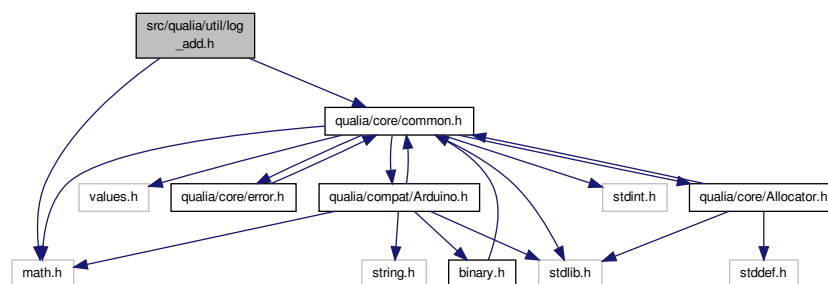 src/qualia/util/log
_add.h
qualia/core/common.h
values.h
qualia/core/error.h
qualia/compat/Arduino.h
stdint.h
qualia/core/Allocator.h
math.h
string.h
binary.h
stdlib.h
stddef.h